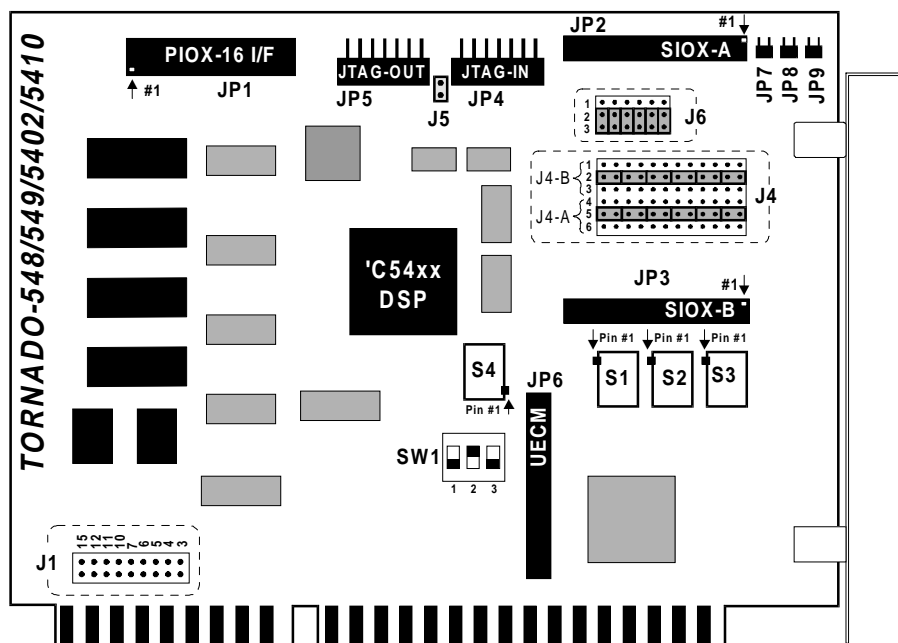 TORNADO-548/549/5402/5410
PIOX-16 I/F
#1
JP1
JTAG-OUT
JP5
J5
JTAG-IN
JP4
JP2
#1
SIOX-A
JP7
JP8
JP9
1
2
3
J6
J4-B
1
2
3
J4-A
4
5
6
J4
'C54xx
DSP
JP3
#1
SIOX-B
Pin #1
Pin #1
Pin #1
S1
S2
S3
S4
Pin #1
JP6
UECM
SW1
1 2 3
J1
15 12 11 10 7 6 5 4 3